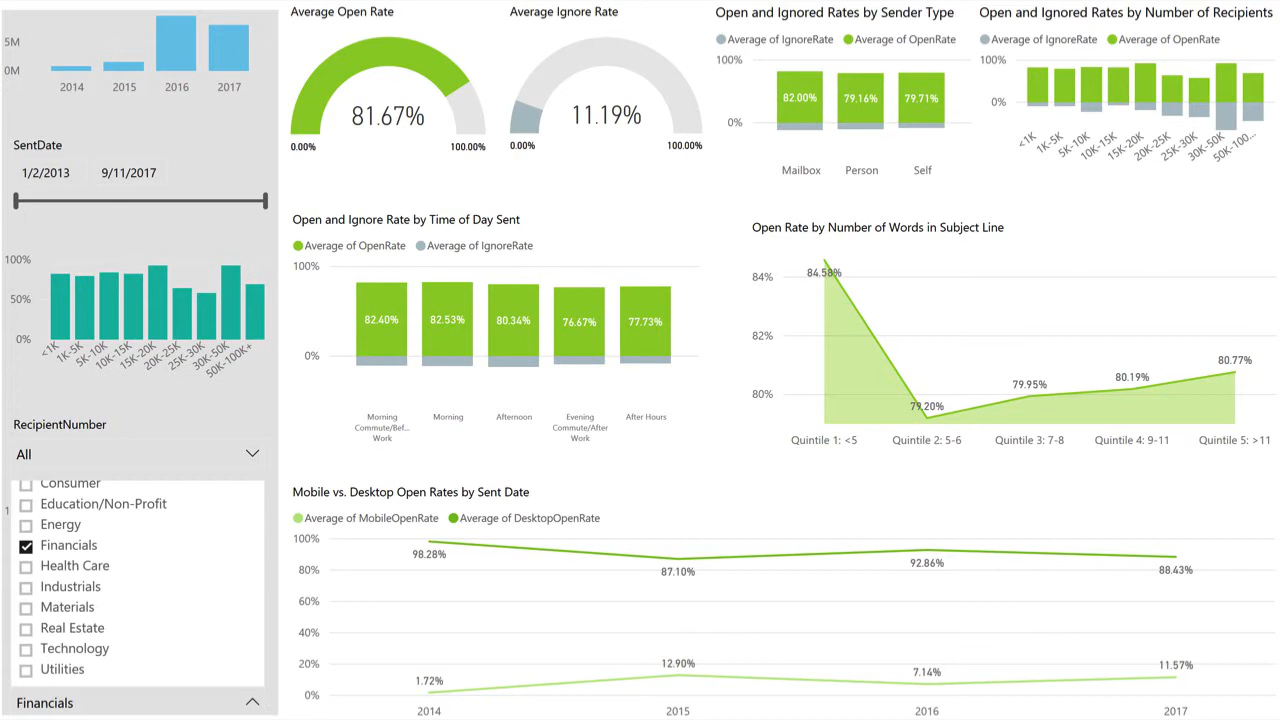 5M
0M
2014 2015 2016 2017
SentDate
1/2/2013 9/11/2017
100%
50%
0%
<1K 1K-5K 5K-10K 10K-15K 15K-20K 20K-25K 25K-30K 30K-50K 50K-100K+
RecipientNumber
All
1
Consumer
Education/Non-Profit
Energy
Financials
Health Care
Industrials
Materials
Real Estate
Technology
Utilities
Financials
Average Open Rate
81.67%
0.00% 100.00%
Average Ignore Rate
11.19%
0.00% 100.00%
Open and Ignored Rates by Sender Type
Average of IgnoreRate Average of OpenRate
100%
82.00% 79.16% 79.71%
0%
Mailbox Person Self
Open and Ignored Rates by Number of Recipients
Average of IgnoreRate Average of OpenRate
100%
0%
<1K 1K-5K 5K-10K 10K-15K 15K-20K 20K-25K 25K-30K 30K-50K 50K-100...
Open and Ignore Rate by Time of Day Sent
Average of OpenRate Average of IgnoreRate
100%
82.40% 82.53% 80.34% 76.67% 77.73%
0%
Morning Commute/Bef... Work Morning Afternoon Evening Commute/After Work After Hours
Open Rate by Number of Words in Subject Line
84%
84.58%
82%
80.77%
80.19%
79.95%
80%
79.20%
Quintile 1: <5 Quintile 2: 5-6 Quintile 3: 7-8 Quintile 4: 9-11 Quintile 5: >11
Mobile vs. Desktop Open Rates by Sent Date
Average of MobileOpenRate Average of DesktopOpenRate
100%
98.28% 87.10% 92.86% 88.43%
80%
60%
40%
20%
1.72% 12.90% 7.14% 11.57%
0%
2014 2015 2016 2017